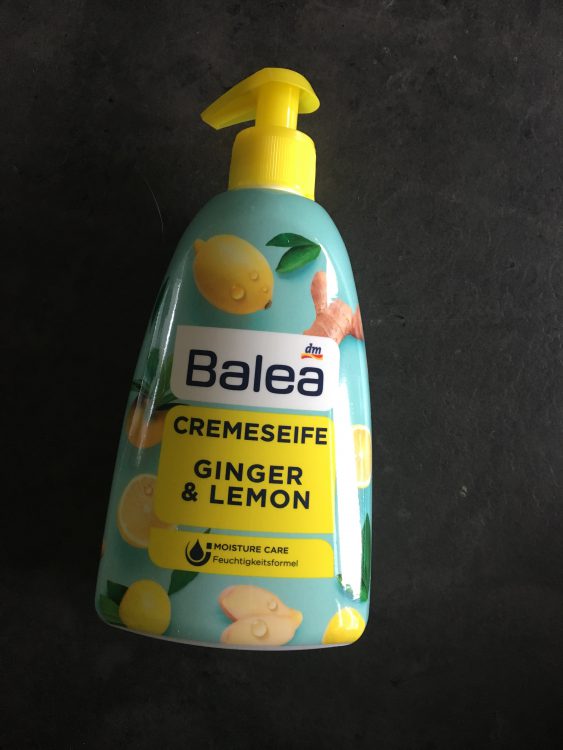 dm
Balea
CREMESEIFE
GINGER
& LEMON
MOISTURE CARE
Feuchtigkeitsformel